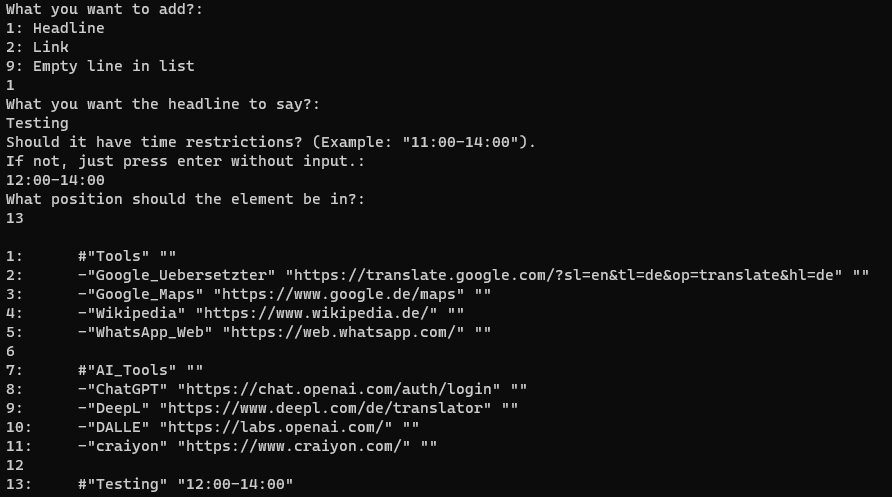 What you want to add?:
1: Headline
2: Link
9: Empty line in list
1
What you want the headline to say?:
Testing
Should it have time restrictions? (Example: "11:00-14:00").
If not, just press enter without input.:
12:00-14:00
What position should the element be in?:
13
1:      #"Tools" ""
2:      -"Google_Uebersetzter" "https://translate.google.com/?sl=en&tl=de&op=translate&hl=de" ""
3:      -"Google_Maps" "https://www.google.de/maps" ""
4:      -"Wikipedia" "https://www.wikipedia.de/" ""
5:      -"WhatsApp_Web" "https://web.whatsapp.com/" ""
6
7:      #"AI_Tools" ""
8:      -"ChatGPT" "https://chat.openai.com/auth/login" ""
9:      -"DeepL" "https://www.deepl.com/de/translator" ""
10:     -"DALLE" "https://labs.openai.com/" ""
11:     -"craiyon" "https://www.craiyon.com/" ""
12
13:     #"Testing" "12:00-14:00"